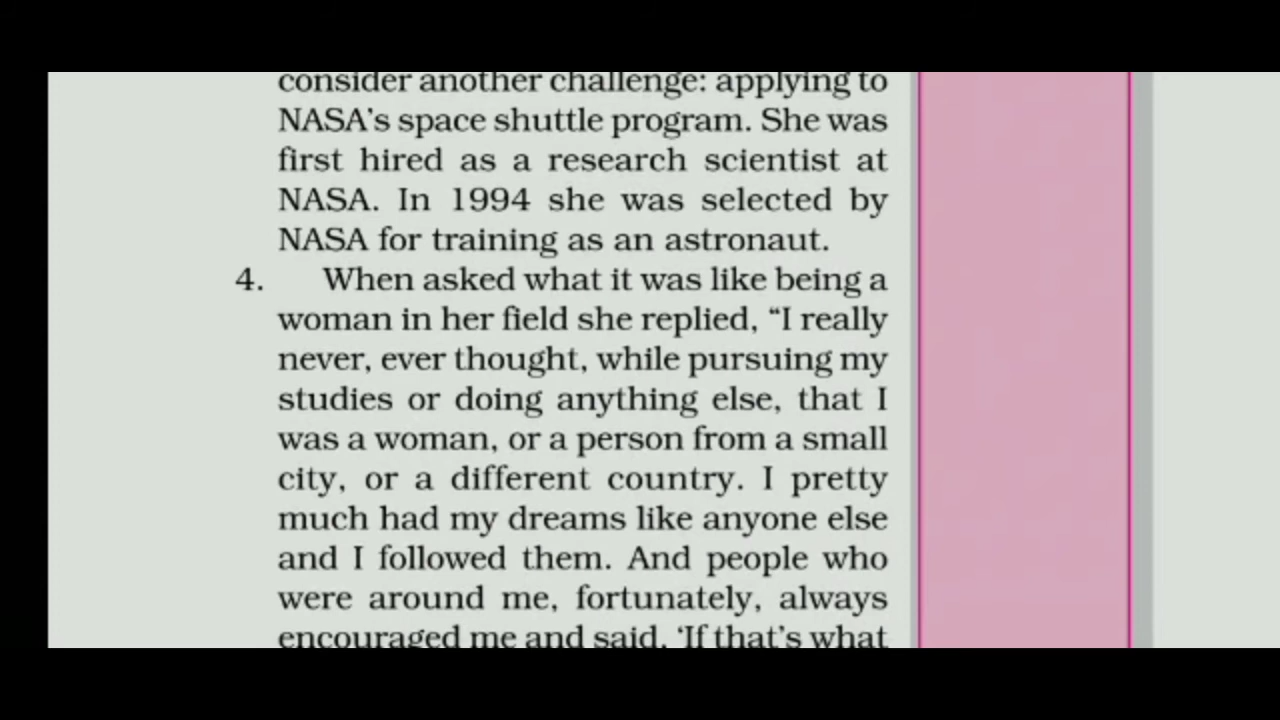 consider another challenge: applying to
NASA's space shuttle program. She was
first hired as a research scientist at
NASA. In 1994 she was selected by
NASA for training as an astronaut.
4. When asked what it was like being a
woman in her field she replied, “I really
never, ever thought, while pursuing my
studies or doing anything else, that I
was a woman, or a person from a small
city, or a different country. I pretty
much had my dreams like anyone else
and I followed them. And people who
were around me, fortunately, always
encouraged me and said, ‘If that's what